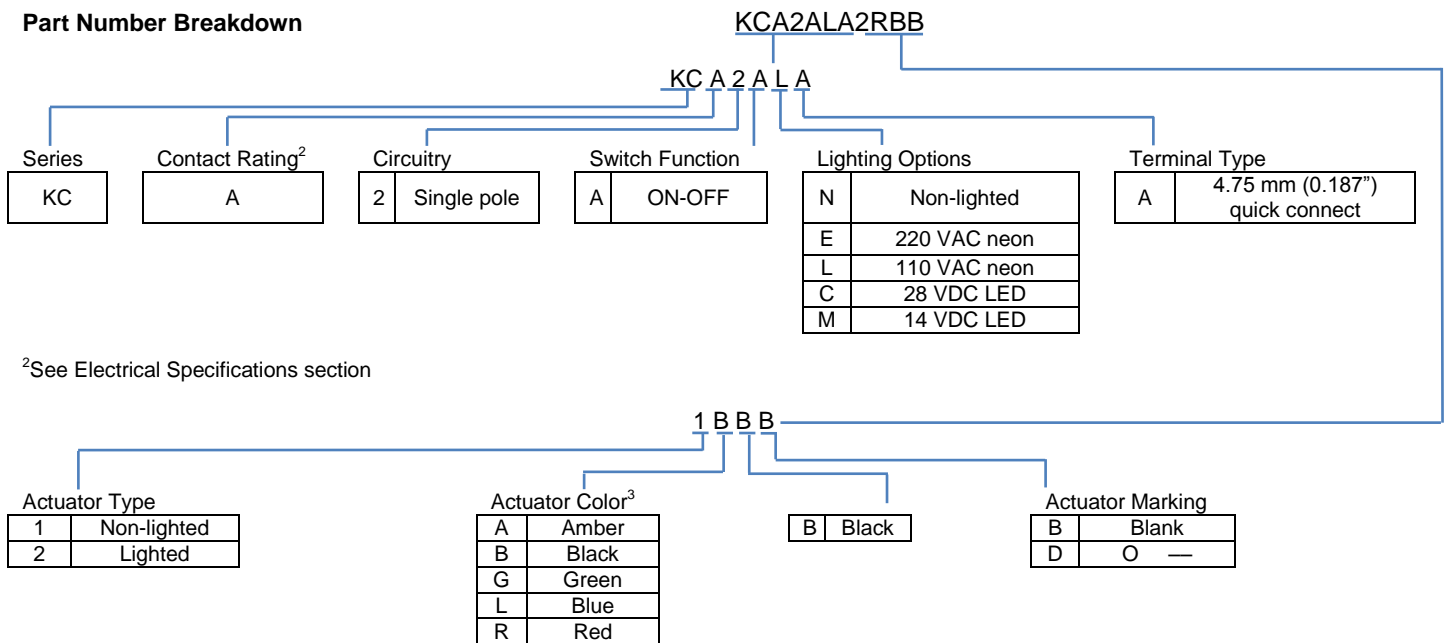 Part Number Breakdown
KCA2ALA2RBB
KC A 2 A L A
Series
KC
Contact Rating2
A
Circuitry
2 Single pole
Switch Function
A ON-OFF
Lighting Options
N Non-lighted
E 220 VAC neon
L 110 VAC neon
C 28 VDC LED
M 14 VDC LED
Terminal Type
A 4.75 mm (0.187”)
quick connect
2See Electrical Specifications section
1 B B B
Actuator Type
1 Non-lighted
2 Lighted
Actuator Color3
A Amber
B Black
G Green
L Blue
R Red
B Black
Actuator Marking
B Blank
D O —